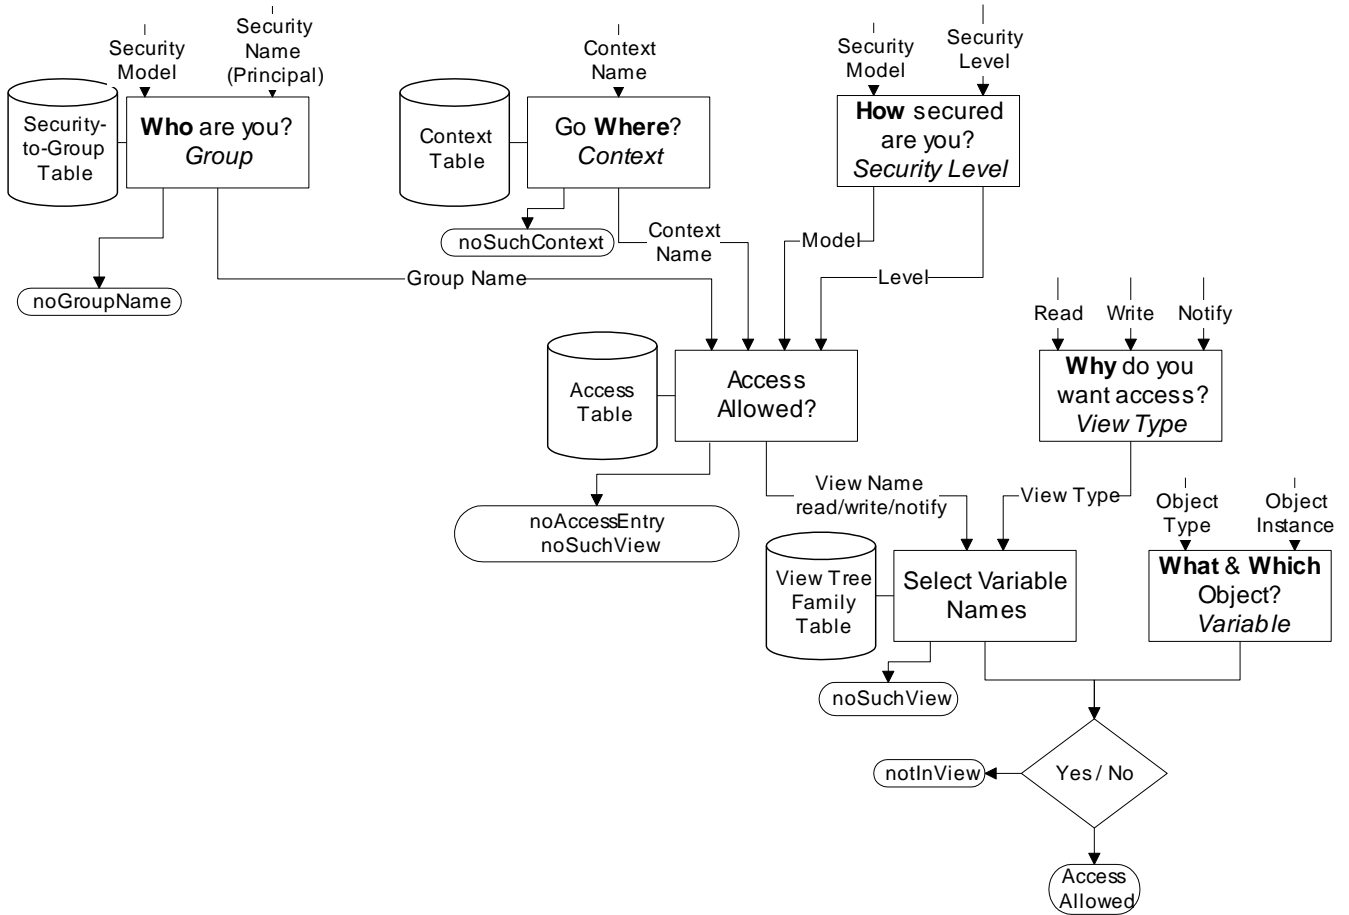 Security
Model
Security
Name
(Principal)
Context
Name
Security
Model
Security
Level
Security-
to-Group
Table
Who are you?
Group
Context
Table
Go Where?
Context
How secured
are you?
Security Level
noSuchContext
Context
Name
Model
Group Name
Level
noGroupName
Read
Write
Notify
Access
Table
Access
Allowed?
Why do you
want access?
View Type
View Name
read/write/notify
View Type
Object
Type
Object
Instance
noAccessEntry
noSuchView
View Tree
Family
Table
Select Variable
Names
What & Which
Object?
Variable
noSuchView
notInView
Yes / No
Access
Allowed